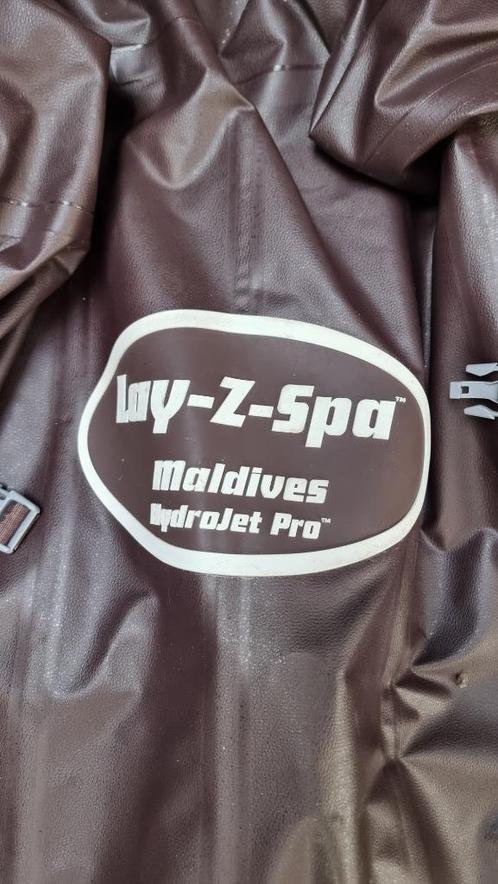 Lay-Z-Spa™
Maldives
HydroJet Pro™